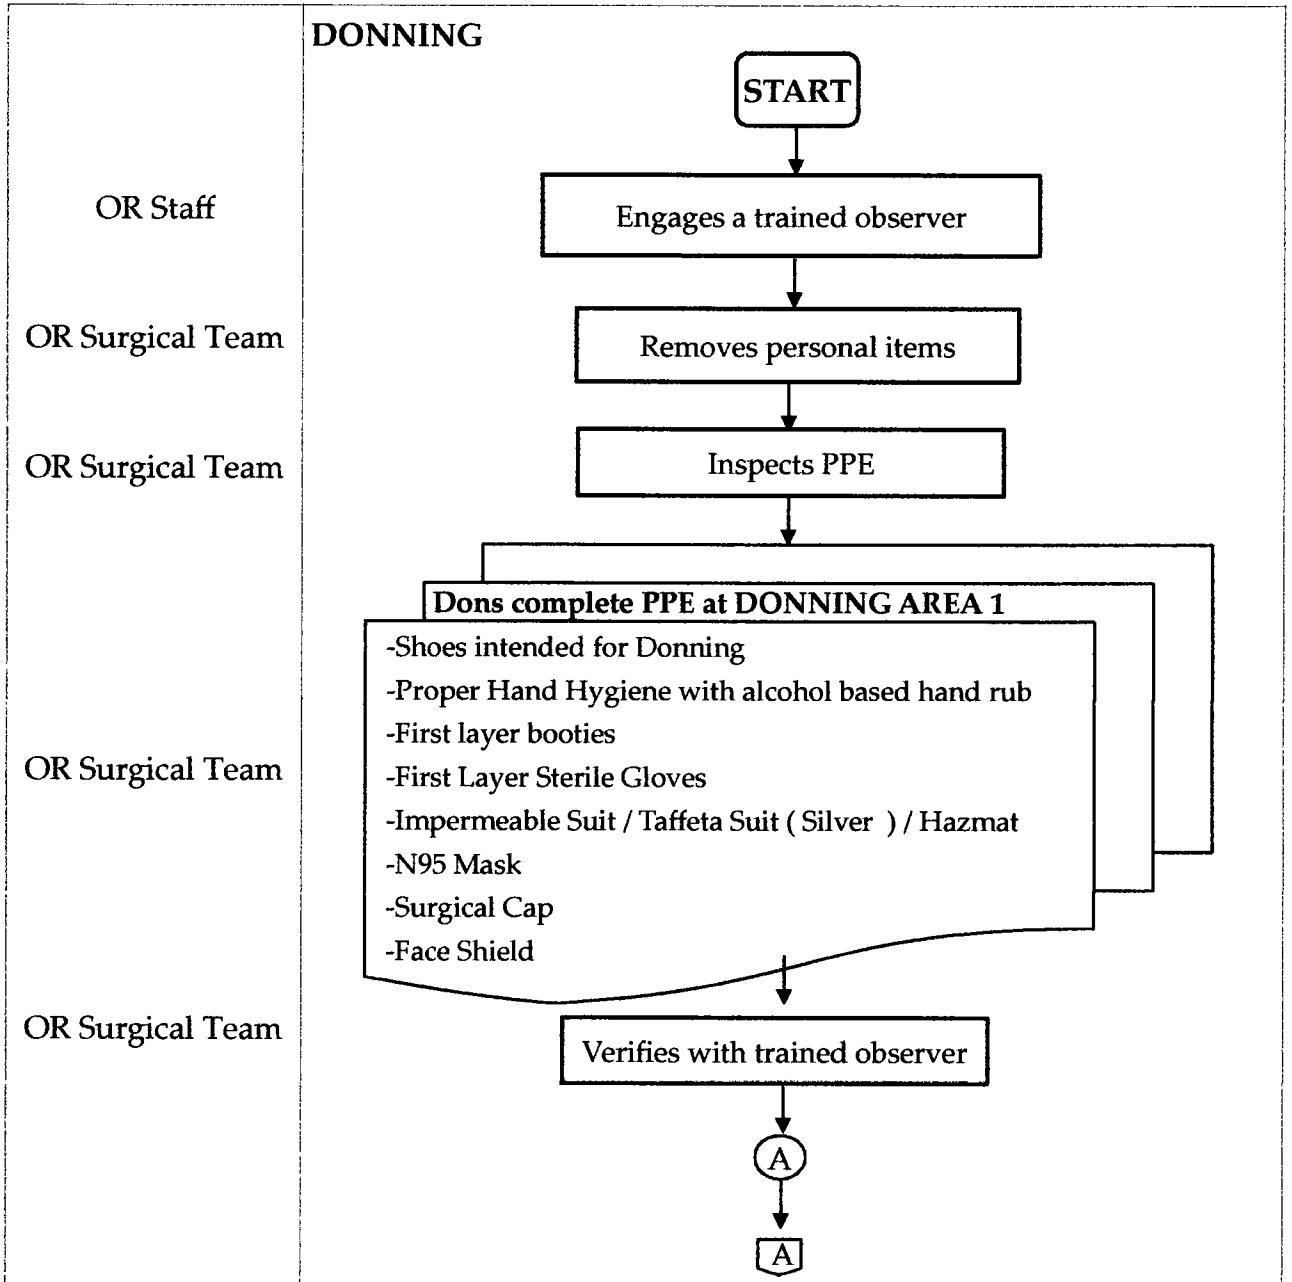 DONNING
START
OR Staff
Engages a trained observer
OR Surgical Team
Removes personal items
OR Surgical Team
Inspects PPE
Dons complete PPE at DONNING AREA 1
-Shoes intended for Donning
-Proper Hand Hygiene with alcohol based hand rub
-First layer booties
-First Layer Sterile Gloves
OR Surgical Team
-Impermeable Suit / Taffeta Suit ( Silver ) / Hazmat
-N95 Mask
-Surgical Cap
-Face Shield
OR Surgical Team
Verifies with trained observer
A
A